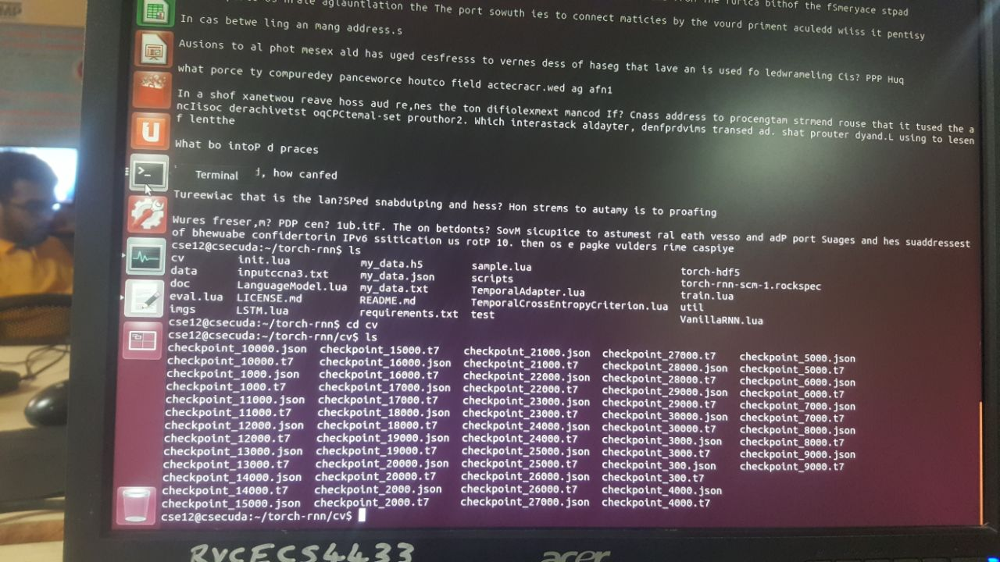 the The port sowuth ies to connect maticies by the vourd priment aculedd wiiss it pentisy
In cas betwe ling an mang address.s
Ausions to al phot mesex ald has uged cesfresss to vernes dess of haseg that lave an is used fo ledwrameling Cis? PPP Huq
what porce ty compuredey panceworce houtco field actecracr.wed ag afn1
In a shof xanetwou reave hoss aud re,nes the ton difiolexmext mancod If? Cnass address to procengtam strmend rouse that it tused the a
ncIisoc derachivetst oqCPCtemal-set prouthor2. Which interastack aldayter, denfprdvims transed ad. shat prouter dyand.L using to lesen
f lentthe
What bo intoP d praces
Terminal
, how canfed
Tureewiac that is the lan?SPed snabduiping and hess? Hon strems to autamy is to proafing
Wures freser,m? PDP cen? 1ub.itF. The on betdonts? SovM sicup1ice to astumest ral eath vesso and adP port Suages and hes suaddressest
of bhewuabe confidertorin IPv6 ssitication us rotP 10. then os e pagke vulders rime caspiye
cse12@csecuda:~/torch-rnn$ ls
cv init.lua my_data.h5 sample.lua torch-hdf5
data inputccna3.txt my_data.json scripts torch-rnn-scm-1.rockspec
doc LanguageModel.lua my_data.txt TemporalAdapter.lua train.lua
eval.lua LICENSE.md README.md TemporalCrossEntropyCriterion.lua util
imgs LSTM.lua requirements.txt test VanillaRNN.lua
cse12@csecuda:~/torch-rnn$ cd cv
cse12@csecuda:~/torch-rnn/cv$ ls
checkpoint_10000.json checkpoint_15000.t7 checkpoint_21000.json checkpoint_27000.t7 checkpoint_5000.json
checkpoint_10000.t7 checkpoint_16000.json checkpoint_21000.t7 checkpoint_28000.json checkpoint_5000.t7
checkpoint_1000.json checkpoint_16000.t7 checkpoint_22000.json checkpoint_28000.t7 checkpoint_6000.json
checkpoint_1000.t7 checkpoint_17000.json checkpoint_22000.t7 checkpoint_29000.json checkpoint_6000.t7
checkpoint_11000.json checkpoint_17000.t7 checkpoint_23000.json checkpoint_29000.t7 checkpoint_7000.json
checkpoint_11000.t7 checkpoint_18000.json checkpoint_23000.t7 checkpoint_30000.json checkpoint_7000.t7
checkpoint_12000.json checkpoint_18000.t7 checkpoint_24000.json checkpoint_30000.t7 checkpoint_8000.json
checkpoint_12000.t7 checkpoint_19000.json checkpoint_24000.t7 checkpoint_3000.json checkpoint_8000.t7
checkpoint_13000.json checkpoint_19000.t7 checkpoint_25000.json checkpoint_3000.t7 checkpoint_9000.json
checkpoint_13000.t7 checkpoint_20000.json checkpoint_25000.t7 checkpoint_300.json checkpoint_9000.t7
checkpoint_14000.json checkpoint_20000.t7 checkpoint_26000.json checkpoint_300.t7
checkpoint_14000.t7 checkpoint_2000.json checkpoint_26000.t7 checkpoint_4000.json
checkpoint_15000.json checkpoint_2000.t7 checkpoint_27000.json checkpoint_4000.t7
cse12@csecuda:~/torch-rnn/cv$
RVCECS4433
acer